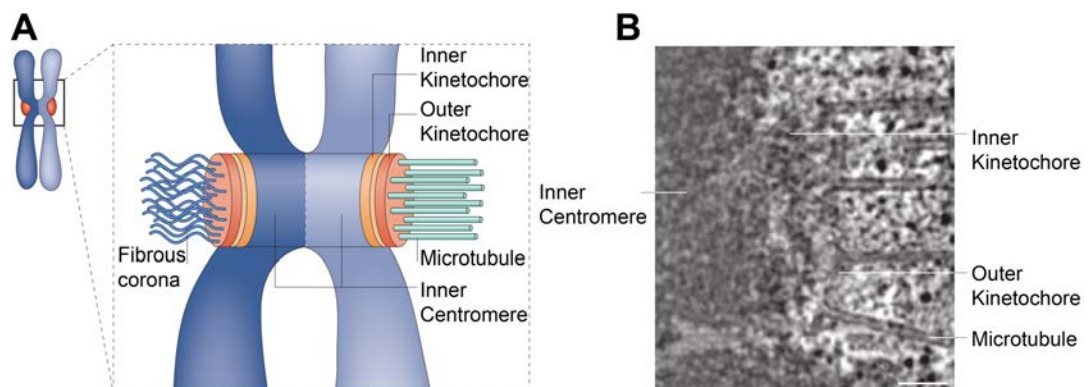 A
Inner
Kinetochore
Outer
Kinetochore
Fibrous
corona
Microtubule
Inner
Centromere
B
Inner
Kinetochore
Inner
Centromere
Outer
Kinetochore
Microtubule